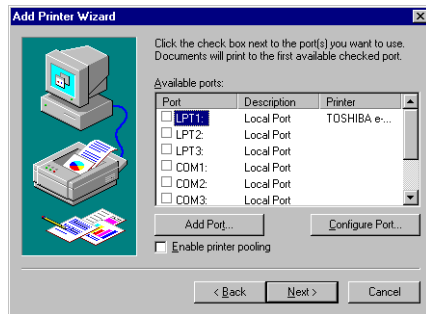 Add Printer Wizard
Click the check box next to the port(s) you want to use.
Documents will print to the first available checked port.
Available ports:
Port Description Printer
LPT1: Local Port TOSHIBA e-...
LPT2: Local Port
LPT3: Local Port
COM1: Local Port
COM2: Local Port
COM3: Local Port
Add Port... Configure Port...
Enable printer pooling
< Back Next > Cancel